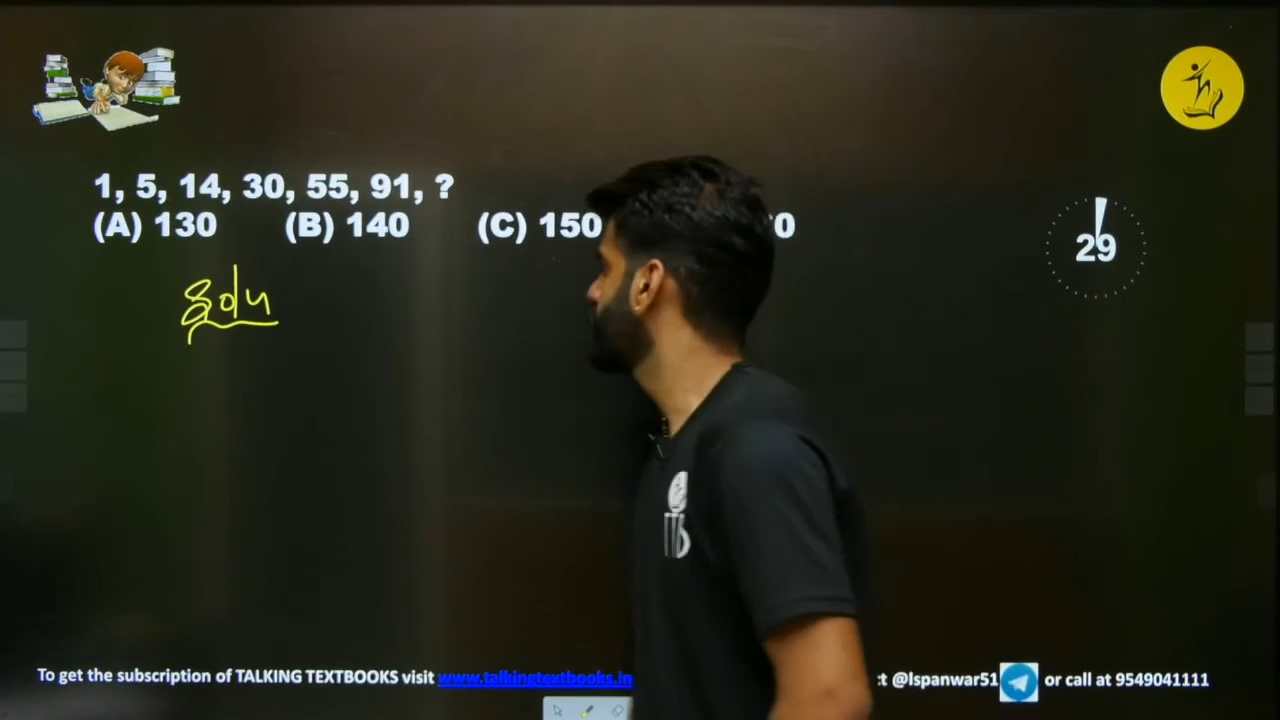 1, 5, 14, 30, 55, 91, ?
(A) 130 (B) 140 (C) 150 0
29
To get the subscription of TALKING TEXTBOOKS visit www.talkingtextbooks.in @lspanwar51 or call at 9549041111